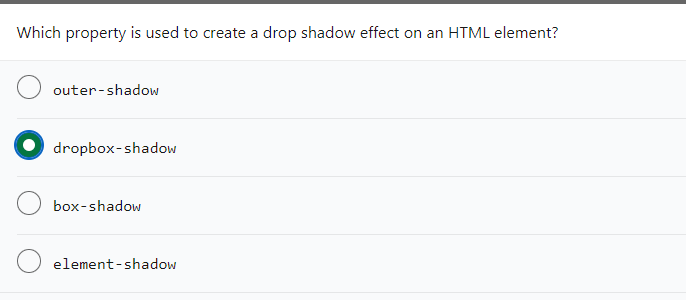 Which property is used to create a drop shadow effect on an HTML element?
outer-shadow
dropbox-shadow
box-shadow
element-shadow